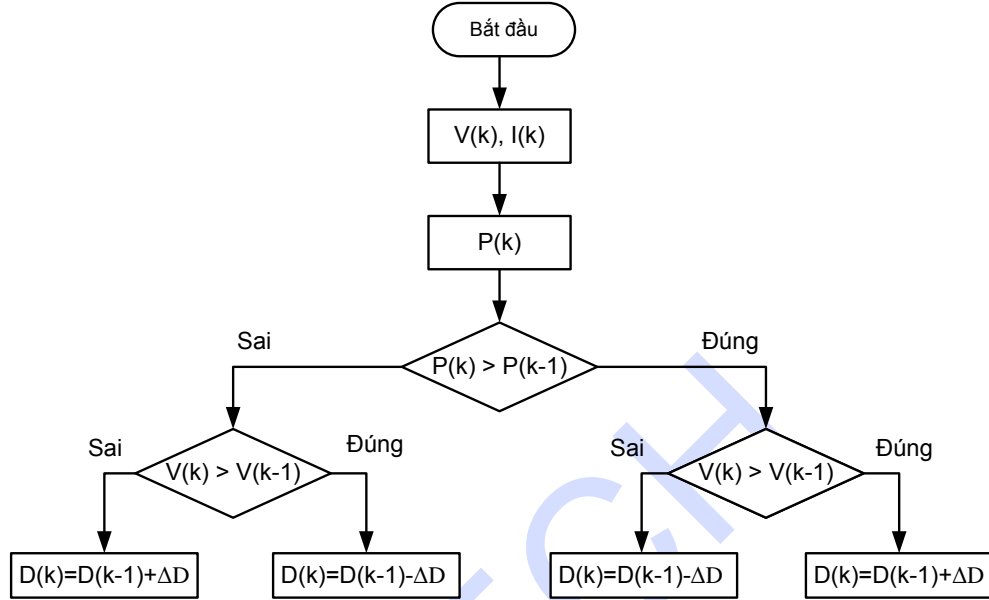 Bắt đầu
V(k), I(k)
P(k)
Sai
Đúng
P(k) > P(k-1)
Sai
Đúng
Sai
Đúng
V(k) > V(k-1)
V(k) > V(k-1)
D(k)=D(k-1)+ΔD
D(k)=D(k-1)-ΔD
D(k)=D(k-1)-ΔD
D(k)=D(k-1)+ΔD
CH